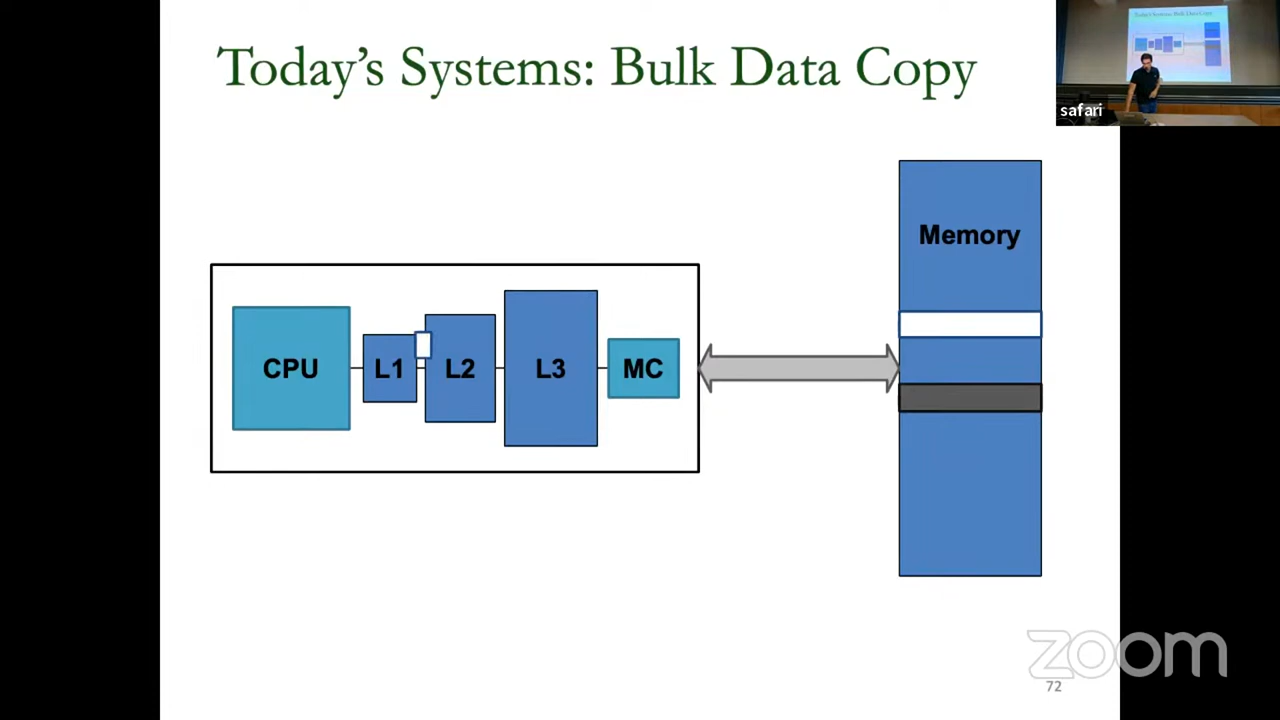 Today's Systems: Bulk Data Copy
safari
Memory
CPU
L1
L2
L3
MC
zoom
72